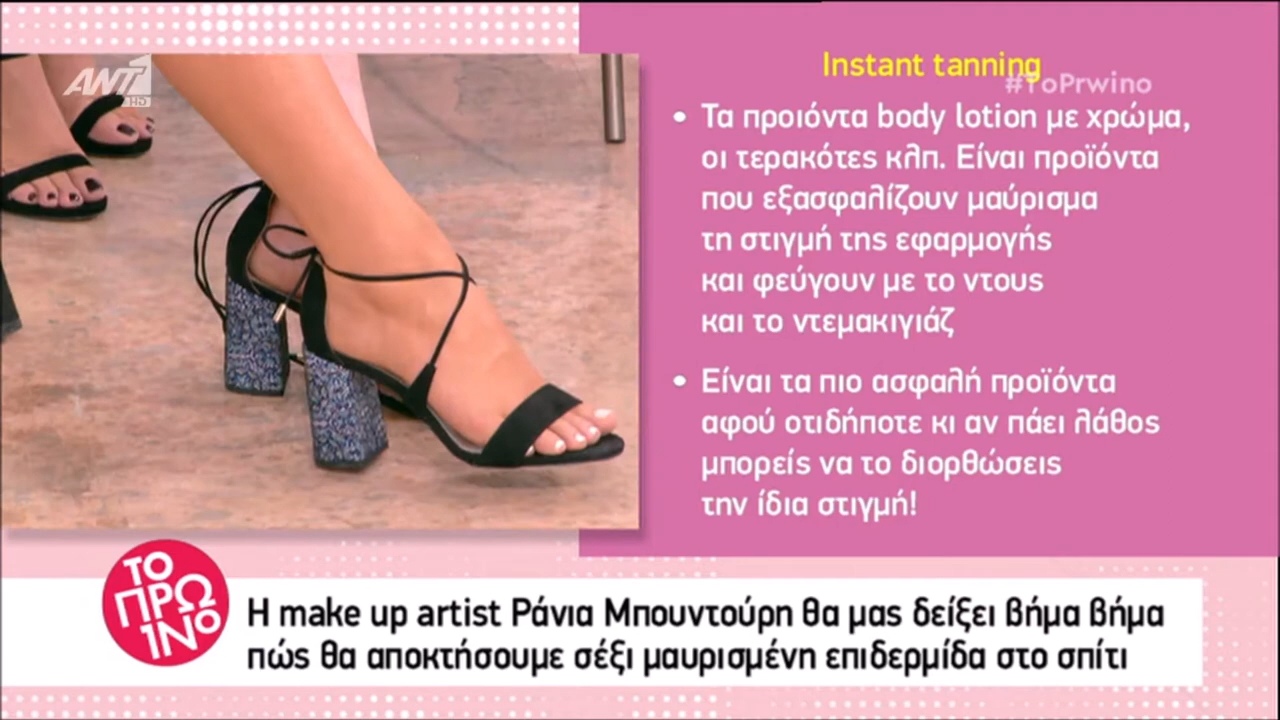 ANT1
HD
Instant tanning
#ToPrwino
• Τα προιόντα body lotion με χρώμα,
οι τερακότες κλπ. Είναι προϊόντα
που εξασφαλίζουν μαύρισμα
τη στιγμή της εφαρμογής
και φεύγουν με το ντους
και το ντεμακιγιάζ
• Είναι τα πιο ασφαλή προϊόντα
αφού οτιδήποτε κι αν πάει λάθος
μπορείς να το διορθώσεις
την ίδια στιγμή!
ΤΟ
ΠΡΩ
ΙΝΟ
Η make up artist Ράνια Μπουντούρη θα μας δείξει βήμα βήμα
πώς θα αποκτήσουμε σέξι μαυρισμένη επιδερμίδα στο σπίτι